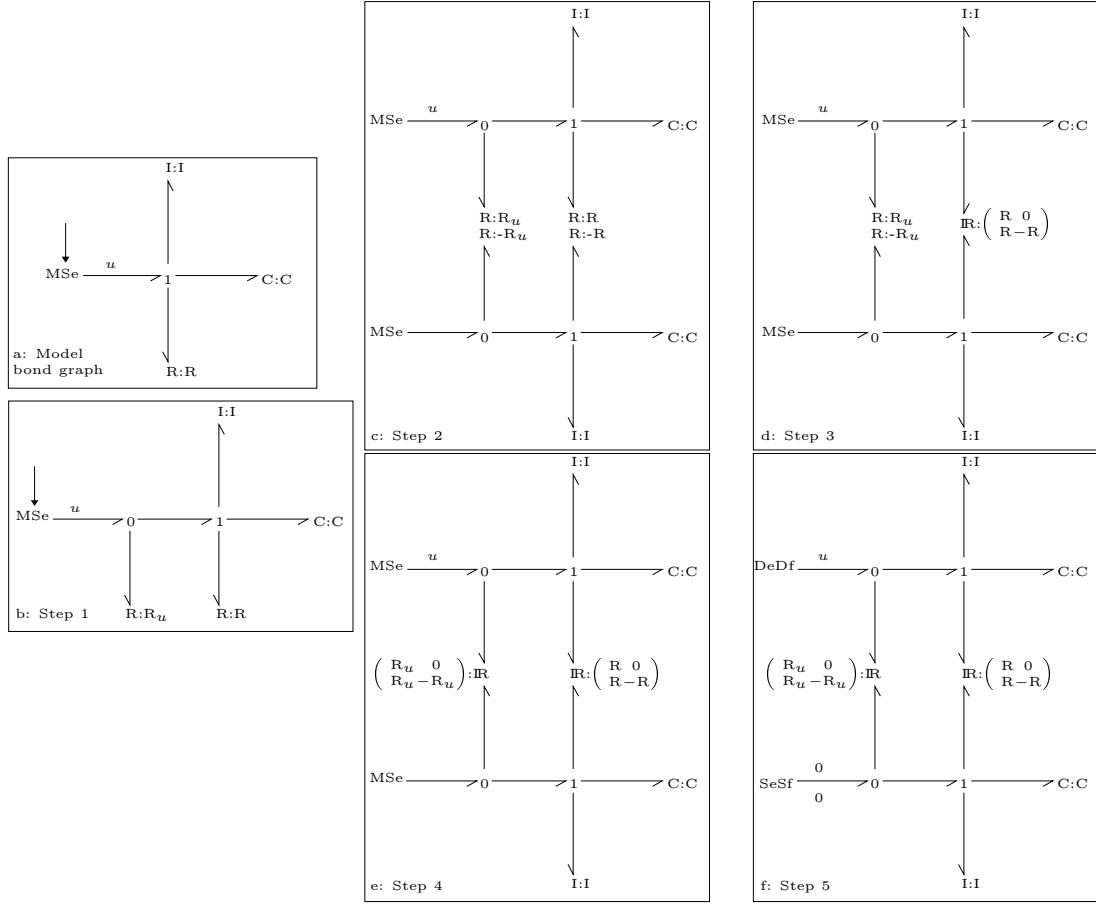 I:I
MSe
u
1
C:C
R:R
a: Model
bond graph
I:I
MSe
u
0
1
C:C
R:Ru
R:R
b: Step 1
I:I
MSe
u
0
1
C:C
R:Ru
R:-Ru
R:R
R:-R
MSe
0
1
C:C
I:I
c: Step 2
I:I
MSe
u
0
1
C:C
R:Ru
R:-Ru
IR:( R 0
R−R )
MSe
0
1
C:C
I:I
d: Step 3
I:I
MSe
u
0
1
C:C
( Ru 0
Ru −Ru ):IR
IR:( R 0
R−R )
MSe
0
1
C:C
I:I
e: Step 4
I:I
DeDf
u
0
1
C:C
( Ru 0
Ru −Ru ):IR
IR:( R 0
R−R )
SeSf
0
0
0
1
C:C
I:I
f: Step 5